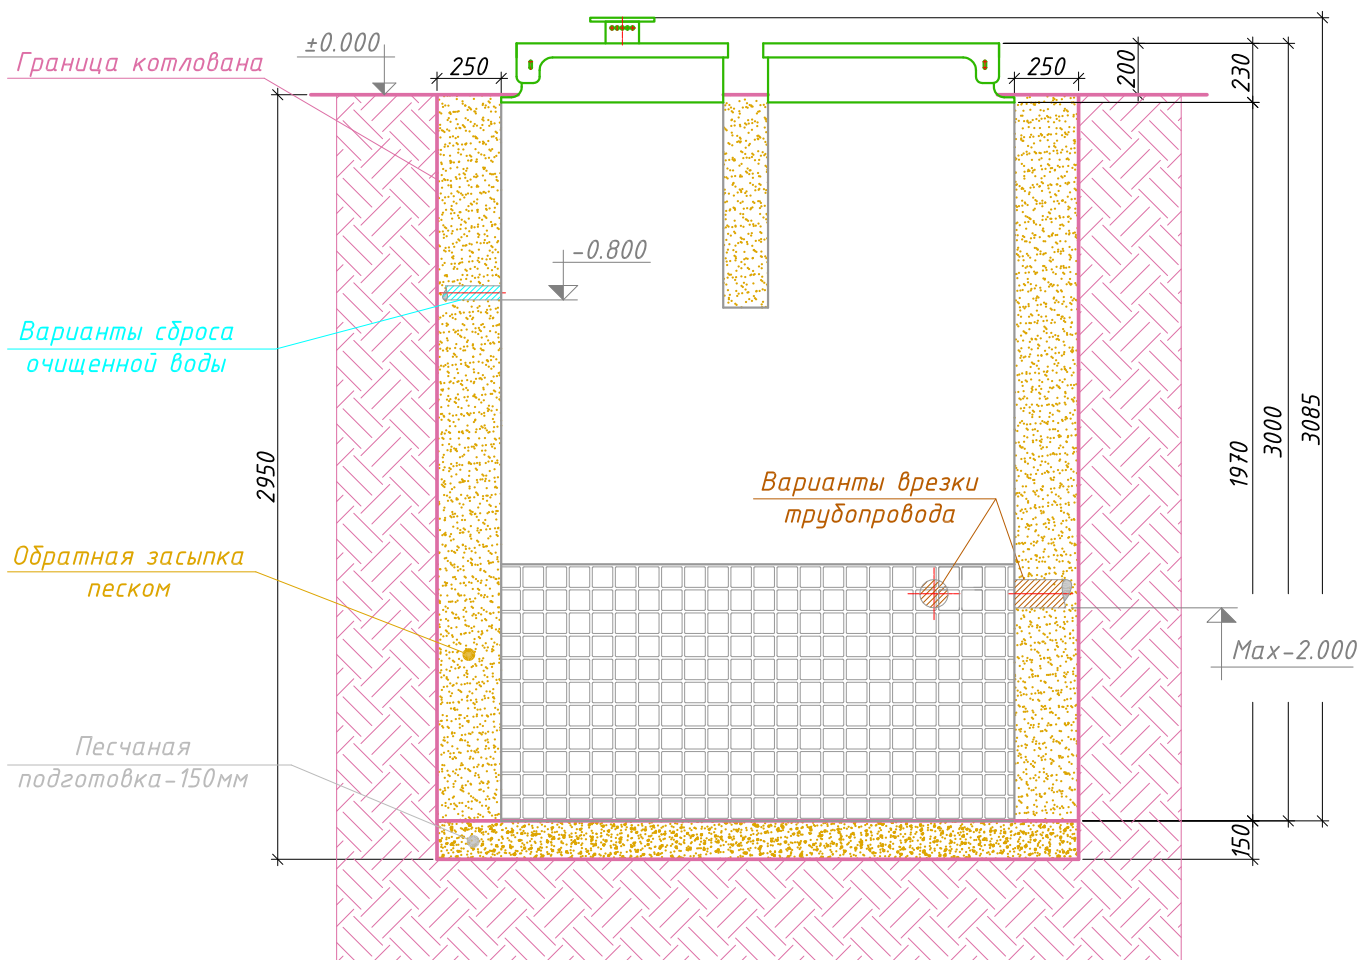 Граница котлована
±0.000
250
250
200
230
-0.800
Варианты сброса
очищенной воды
2950
1970
3000
3085
Варианты врезки
трубопровода
Обратная засыпка
песком
Max-2.000
Песчаная
подготовка-150мм
150